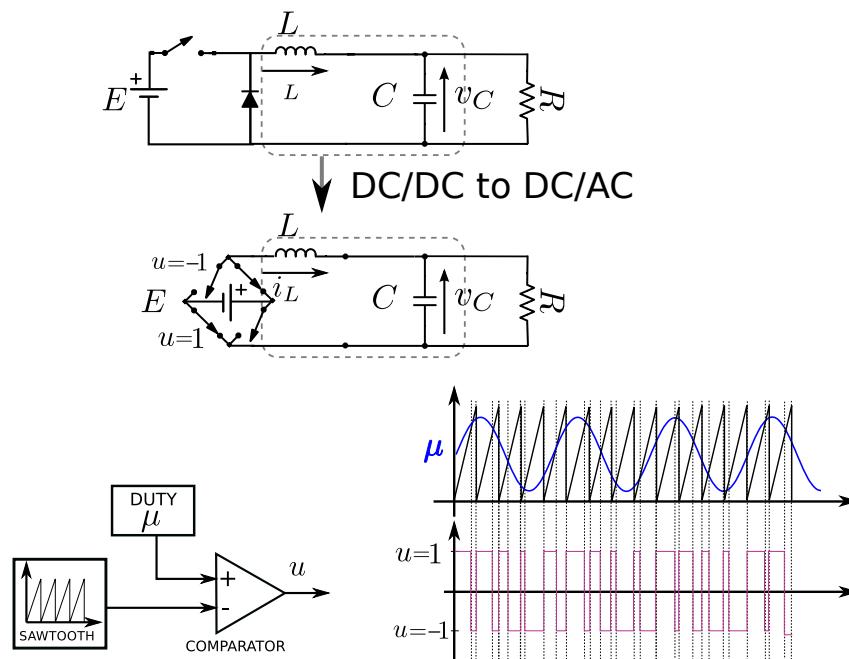 L
+
E
L
C
v_C
R
DC/DC to DC/AC
L
u=-1
+
i_L
E
C
v_C
R
u=1
μ
DUTY
μ
u=1
u
+
-
SAWTOOTH
COMPARATOR
u=-1